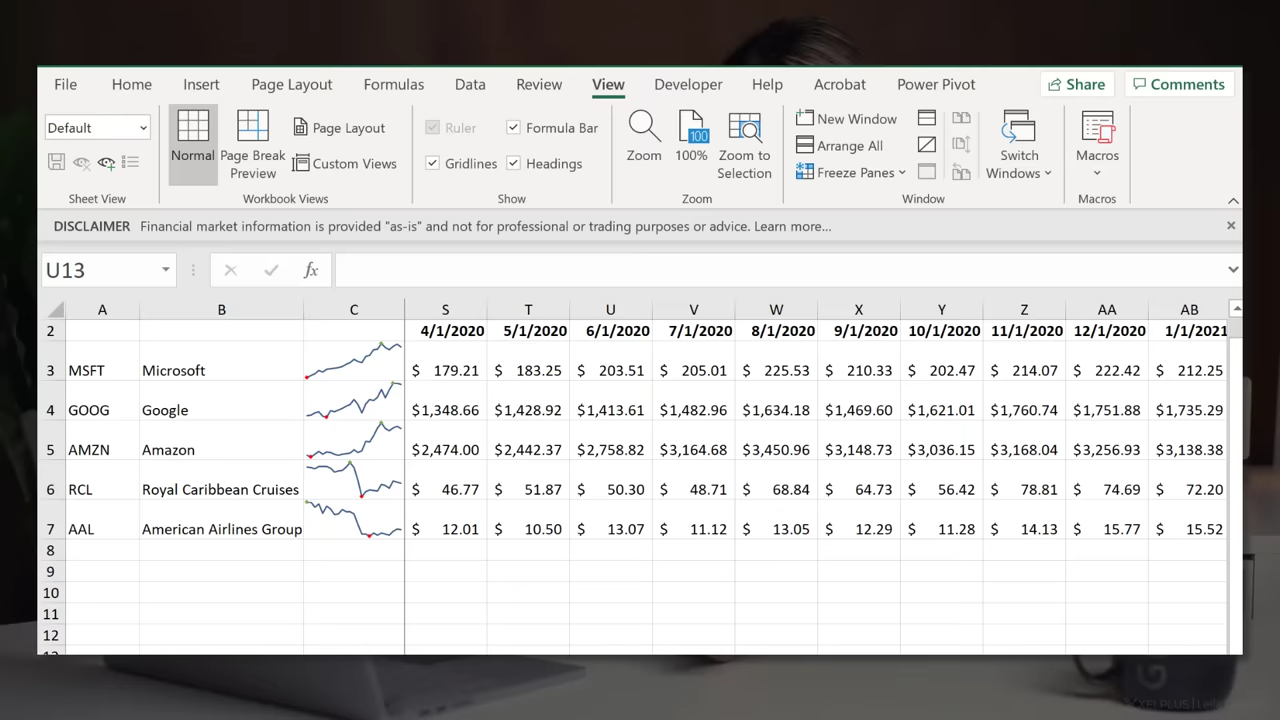 File Home Insert Page Layout Formulas Data Review View Developer Help Acrobat Power Pivot Share Comments
Default Normal Page Break Preview Page Layout Custom Views Ruler Formula Bar Gridlines Headings Zoom 100 100% Zoom to Selection New Window Arrange All Freeze Panes Switch Windows Macros
Sheet View Workbook Views Show Zoom Window Macros
DISCLAIMER Financial market information is provided "as-is" and not for professional or trading purposes or advice. Learn more...
U13 fx
A B C S T U V W X Y Z AA AB
2 4/1/2020 5/1/2020 6/1/2020 7/1/2020 8/1/2020 9/1/2020 10/1/2020 11/1/2020 12/1/2020 1/1/2021
3 MSFT Microsoft $ 179.21 $ 183.25 $ 203.51 $ 205.01 $ 225.53 $ 210.33 $ 202.47 $ 214.07 $ 222.42 $ 212.25
4 GOOG Google $1,348.66 $1,428.92 $1,413.61 $1,482.96 $1,634.18 $1,469.60 $1,621.01 $1,760.74 $1,751.88 $1,735.29
5 AMZN Amazon $2,474.00 $2,442.37 $2,758.82 $3,164.68 $3,450.96 $3,148.73 $3,036.15 $3,168.04 $3,256.93 $3,138.38
6 RCL Royal Caribbean Cruises $ 46.77 $ 51.87 $ 50.30 $ 48.71 $ 68.84 $ 64.73 $ 56.42 $ 78.81 $ 74.69 $ 72.20
7 AAL American Airlines Group $ 12.01 $ 10.50 $ 13.07 $ 11.12 $ 13.05 $ 12.29 $ 11.28 $ 14.13 $ 15.77 $ 15.52
8
9
10
11
12